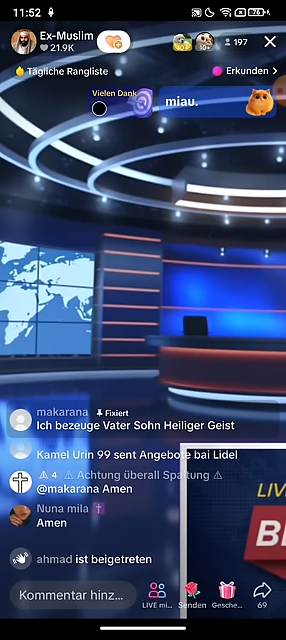 11:52
76
Ex-Muslim
21.9K
197
Tägliche Rangliste
Erkunden >
Vielen Dank
miau.
makarana Fixiert
Ich bezeuge Vater Sohn Heiliger Geist
Kamel Urin 99 sent Angebote bai Lidel
4 ⚠ Achtung überall Spaltung ⚠
@makarana Amen
Nuna mila
Amen
ahmad ist beigetreten
LIVE
Kommentar hinz...
LIVE mi...
Senden
Gesche...
69